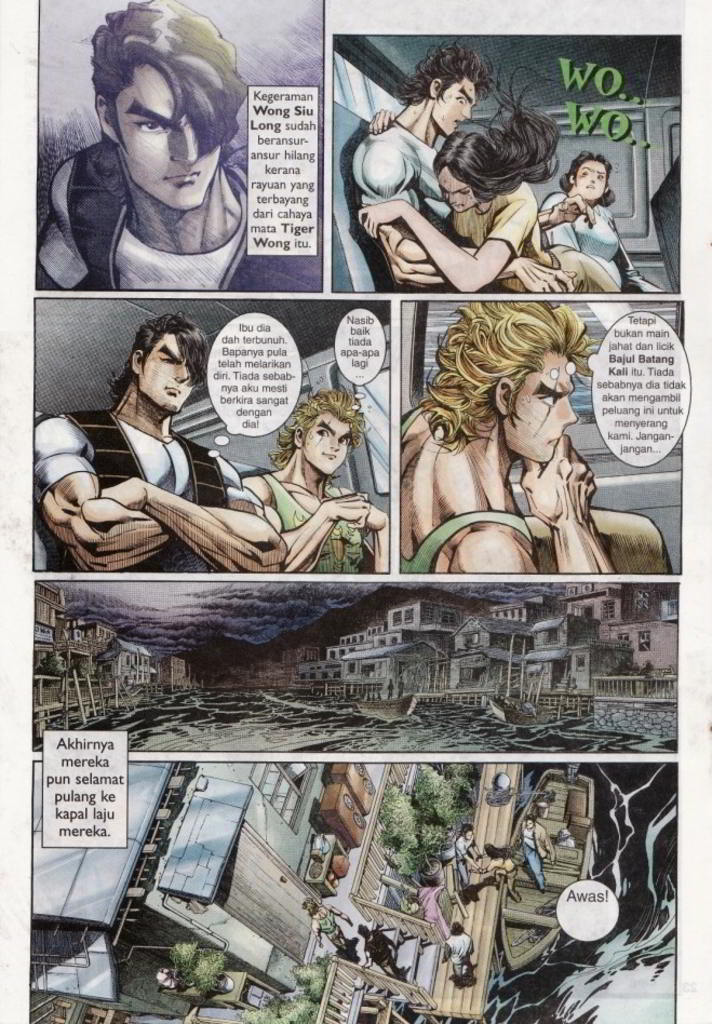 Kegeraman
Wong Siu
Long sudah
beransur-
ansur hilang
kerana
rayuan yang
terbayang
dari cahaya
mata Tiger
Wong itu.
WO..
WO..
Ibu dia
dah terbunuh.
Bapanya pula
telah melarikan
diri. Tiada sebab-
nya aku mesti
berkira sangat
dengan
dia!
Nasib
baik
tiada
apa-apa
lagi
...
Tetapi
bukan main
jahat dan licik
Bajul Batang
Kali itu. Tiada
sebabnya dia tidak
akan mengambil
peluang ini untuk
menyerang
kami. Jangan-
jangan...
Akhirnya
mereka
pun selamat
pulang ke
kapal laju
mereka.
Awas!